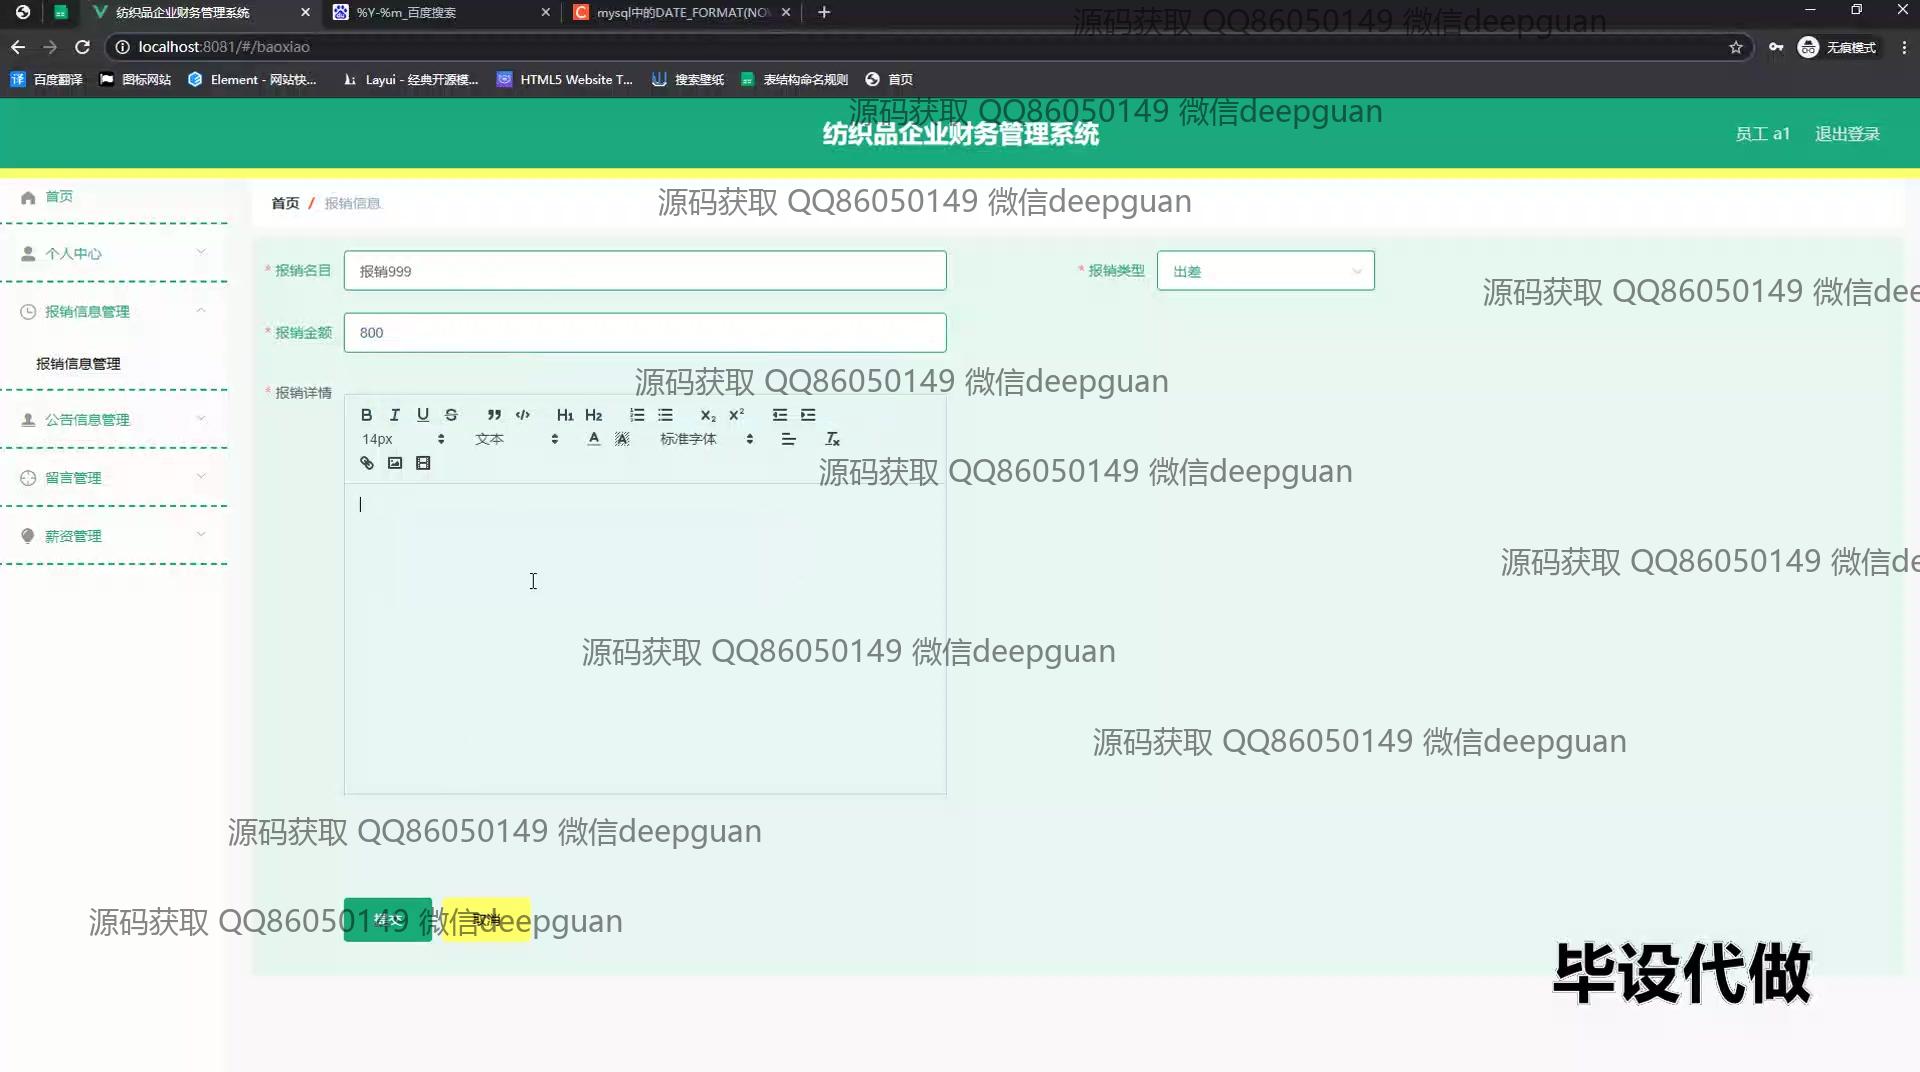 纺织品企业财务管理系统
%Y-%m_百度搜索
mysql中的DATE_FORMAT(NOV
源码获取 QQ86050149 微信deepguan
localhost:8081/#/baoxiao
无痕模式
百度翻译
图标网站
Element - 网站快...
Layui - 经典开源模...
HTML5 Website T...
搜索壁纸
表结构命名规则
首页
源码获取 QQ86050149 微信deepguan
纺织品企业财务管理系统
员工 a1
退出登录
首页
首页 / 报销信息
源码获取 QQ86050149 微信deepguan
个人中心
* 报销名目
报销999
* 报销类型
出差
源码获取 QQ86050149 微信dee
报销信息管理
* 报销金额
800
报销信息管理
源码获取 QQ86050149 微信deepguan
* 报销详情
B I U S H1 H2 X₂ X²
公告信息管理
14px
文本
A
标准字体
源码获取 QQ86050149 微信deepguan
留言管理
薪资管理
源码获取 QQ86050149 微信de
源码获取 QQ86050149 微信deepguan
源码获取 QQ86050149 微信deepguan
源码获取 QQ86050149 微信deepguan
提交
取消
源码获取 QQ86050149 微信deepguan
毕设代做